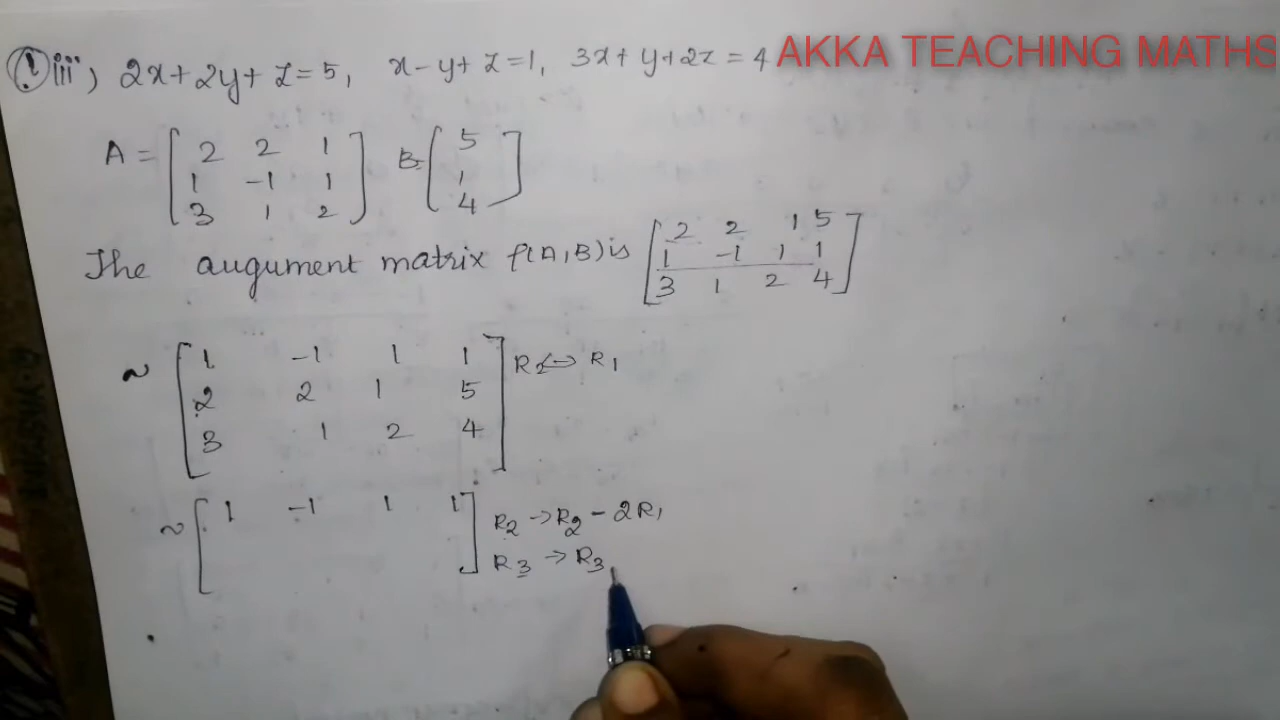 ① iii) 2x+2y+z=5, x-y+z=1, 3x+y+2z=4 AKKA TEACHING MATHS
A = [ 2 2 1 B= [ 5
1 -1 1 1
3 1 2 ] 4 ]
The augument matrix ρ(A,B) is [ 2 2 1 5
1 -1 1 1
3 1 2 4 ]
~ [ 1 -1 1 1 ] R2 ↔ R1
2 2 1 5
3 1 2 4
~ [ 1 -1 1 1 ] R2 → R2 - 2R1
R3 → R3